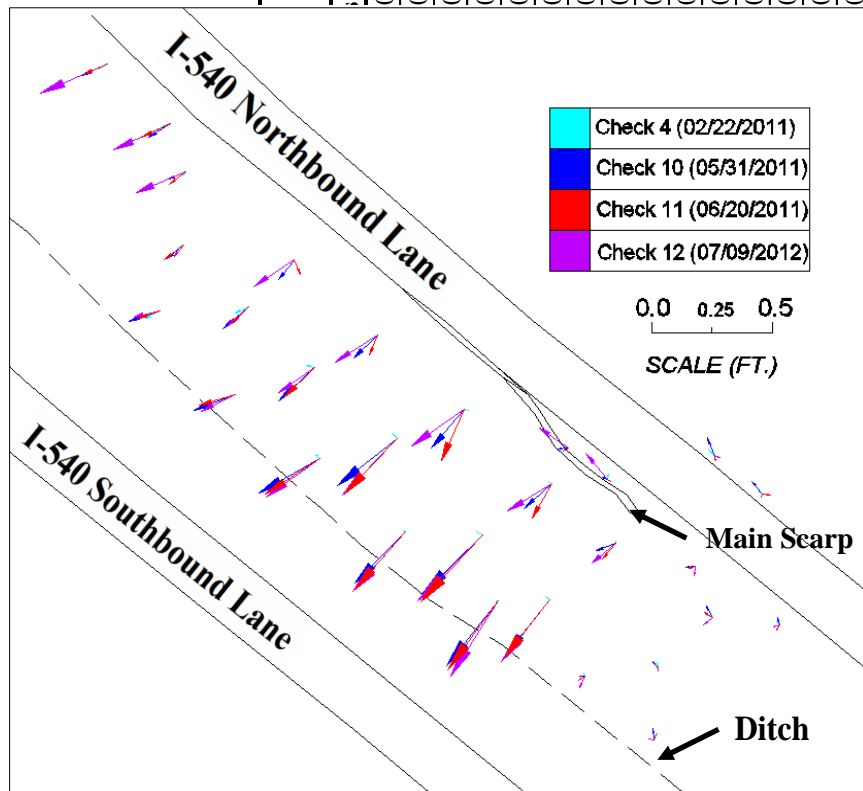 I-540 Northbound Lane
Check 4 (02/22/2011)
Check 10 (05/31/2011)
Check 11 (06/20/2011)
Check 12 (07/09/2012)
0.0 0.25 0.5
SCALE (FT.)
I-540 Southbound Lane
Main Scarp
Ditch